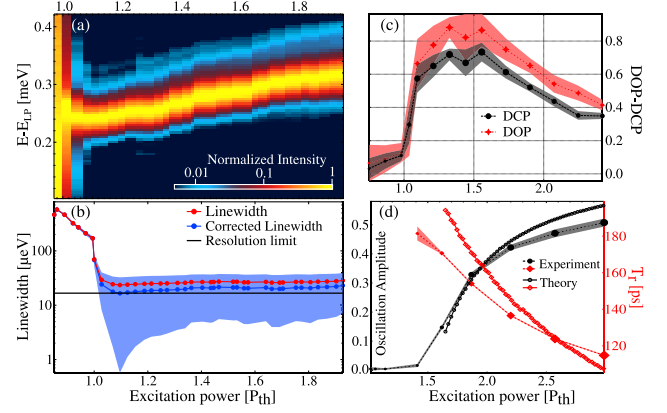 1.0 1.2 1.4 1.6 1.8
(a)
0.4
0.3
0.2
E-E_LP [meV]
Normalized Intensity
0.01 0.1 1
(b)
Linewidth
Corrected Linewidth
Resolution limit
100
10
1
Linewidth [μeV]
1.0 1.2 1.4 1.6 1.8
Excitation power [P_th]
(c)
0.8
0.6
0.4
0.2
0.0
DOP-DCP
DCP
DOP
1.0 1.5 2.0
(d)
0.5
0.4
0.3
0.2
0.1
0.0
Oscillation Amplitude
Experiment
Theory
180
160
140
120
T_r [ps]
1.5 2.0 2.5
Excitation power [P_th]